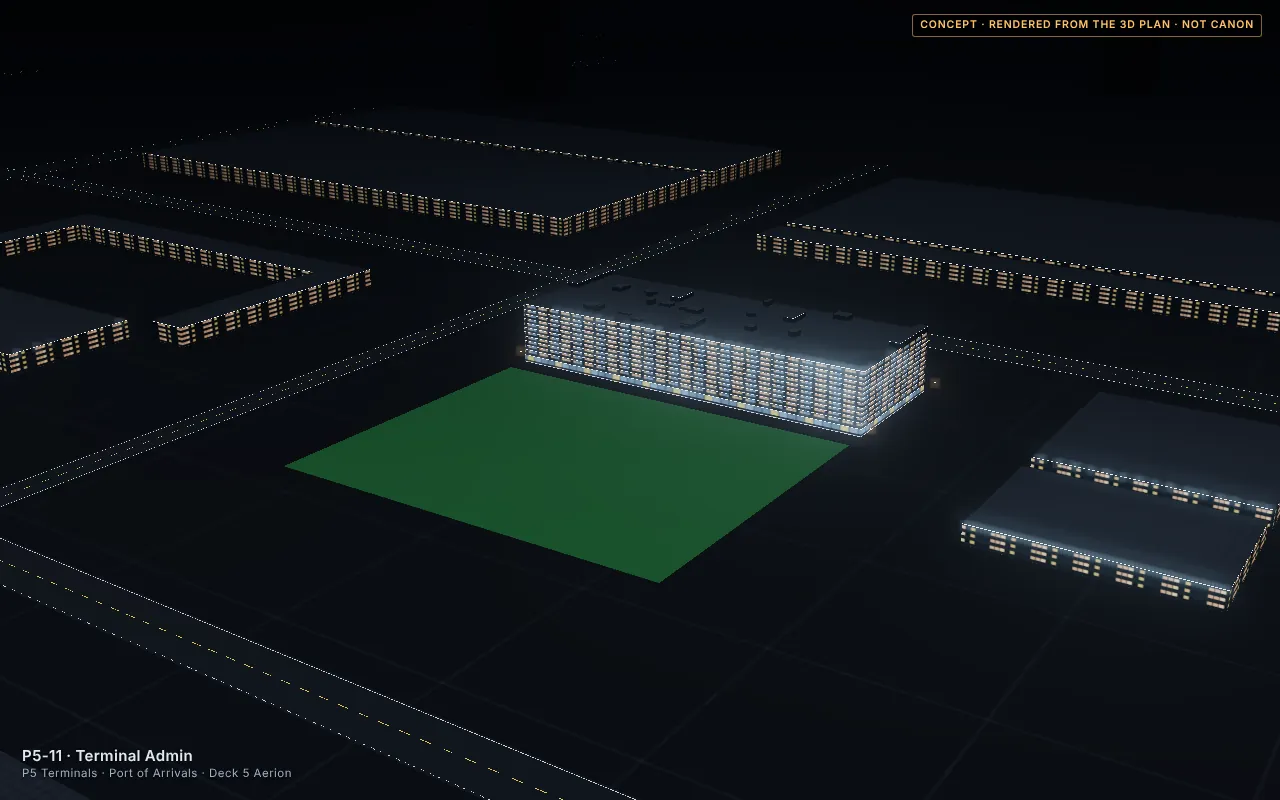 CONCEPT · RENDERED FROM THE 3D PLAN · NOT CANON
P5-11 · Terminal Admin
P5 Terminals · Port of Arrivals · Deck 5 Aerion